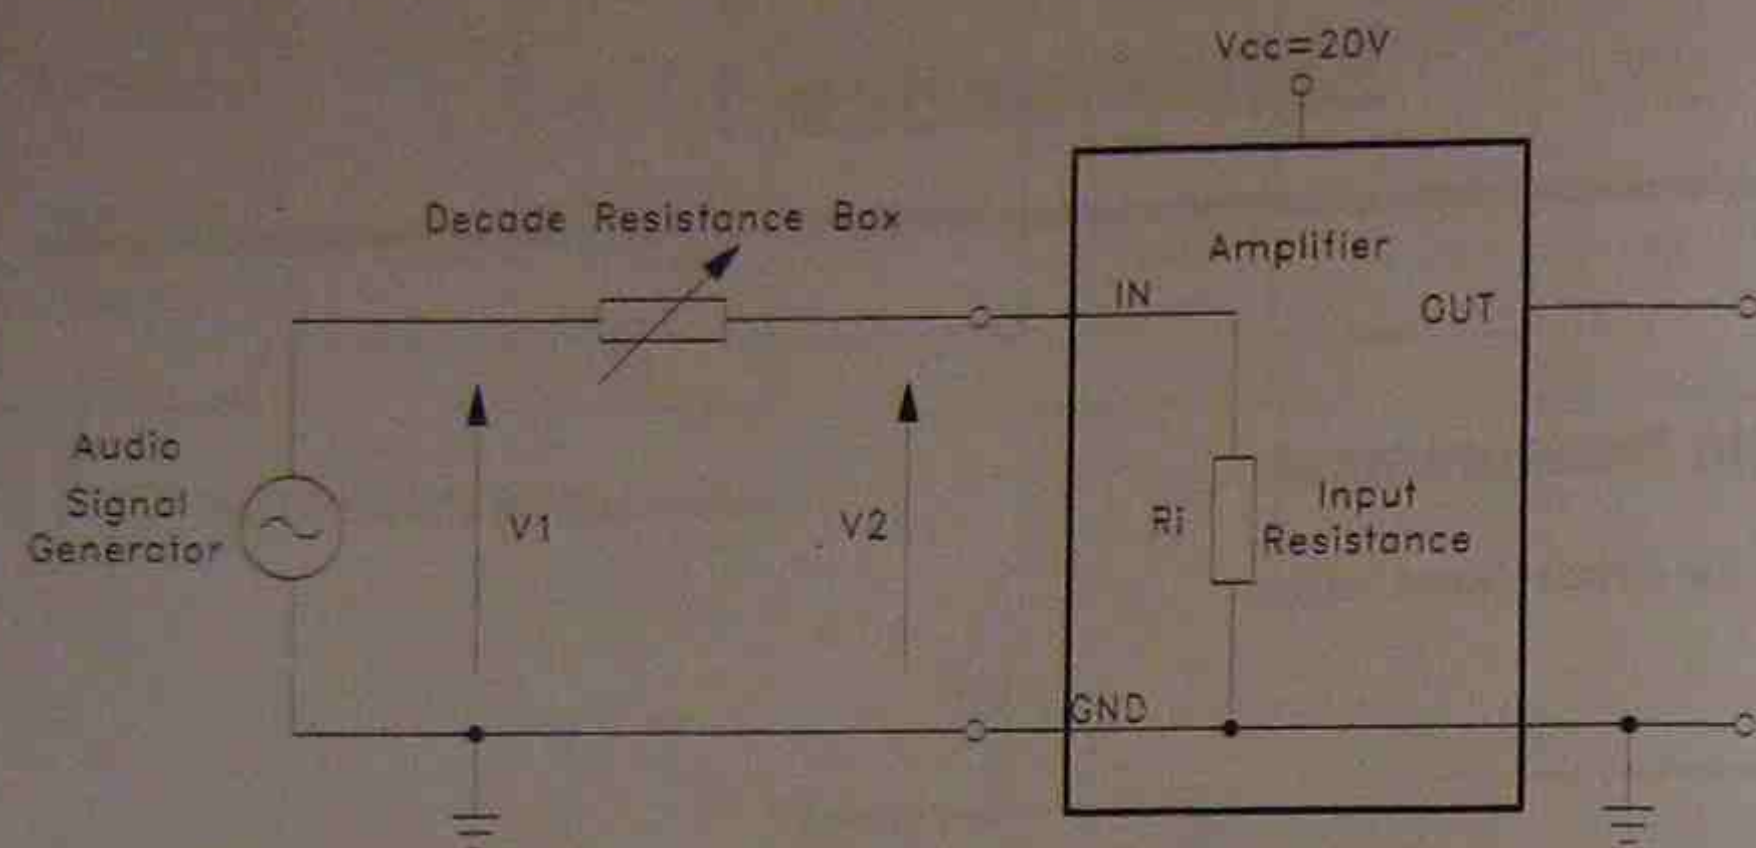 Vcc=20V
Decade Resistance Box
Amplifier
IN
OUT
Audio
Signal
Generator
V1
V2
Ri
Input
Resistance
GND